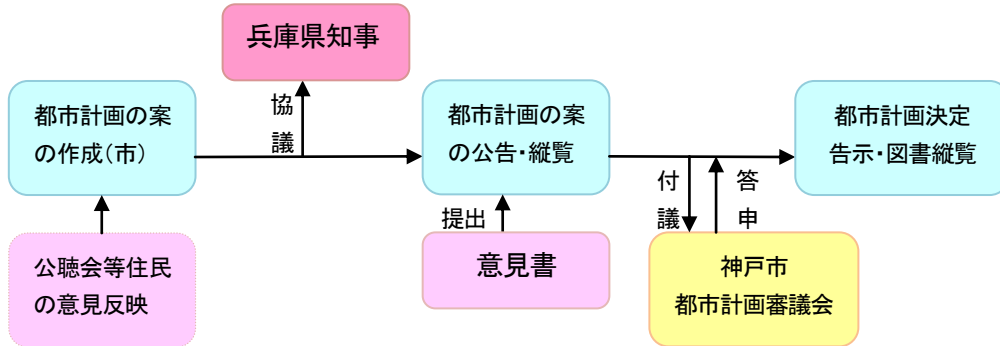 兵庫県知事
協
議
都市計画の案
の作成(市)
都市計画の案
の公告・縦覧
都市計画決定
告示・図書縦覧
付
議
答
申
提出
公聴会等住民
の意見反映
意見書
神戸市
都市計画審議会